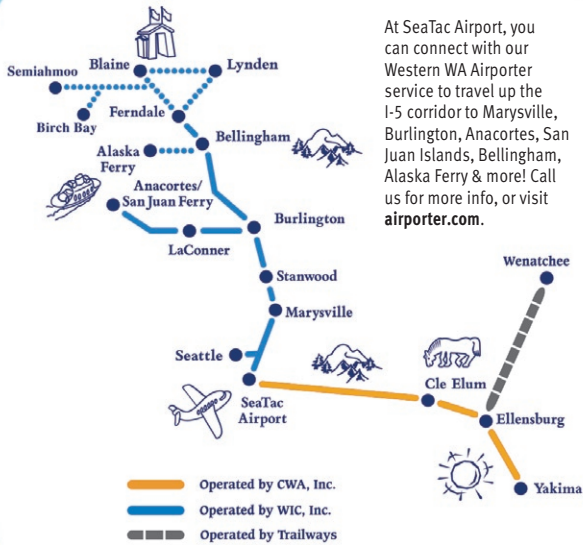 At SeaTac Airport, you
can connect with our
Western WA Airporter
service to travel up the
I-5 corridor to Marysville,
Burlington, Anacortes, San
Juan Islands, Bellingham,
Alaska Ferry & more! Call
us for more info, or visit
airporter.com.
Semiahmoo
Blaine
Lynden
Birch Bay
Ferndale
Bellingham
Alaska
Ferry
Anacortes/
San Juan Ferry
Burlington
LaConner
Stanwood
Marysville
Seattle
SeaTac
Airport
Wenatchee
Cle Elum
Ellensburg
Yakima
Operated by CWA, Inc.
Operated by WIC, Inc.
Operated by Trailways